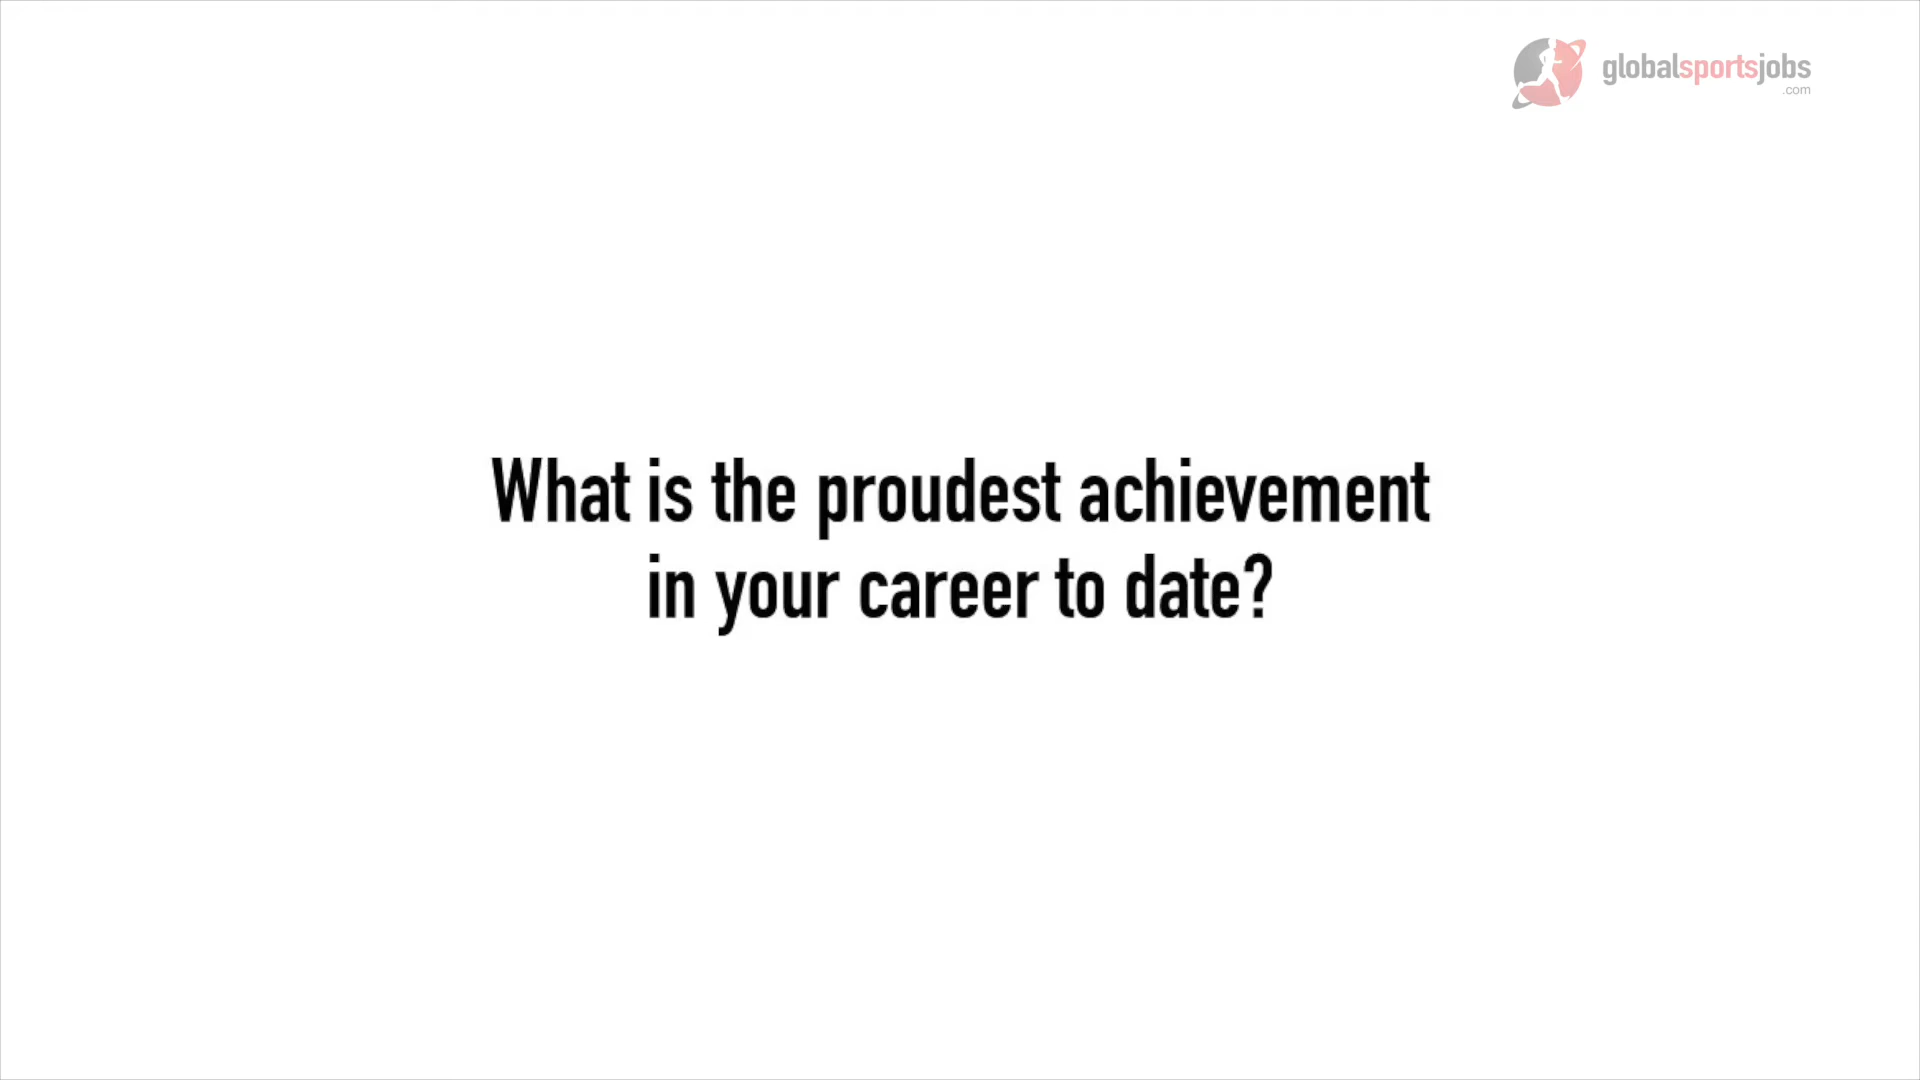 globalsportsjobs
.com
What is the proudest achievement
in your career to date?